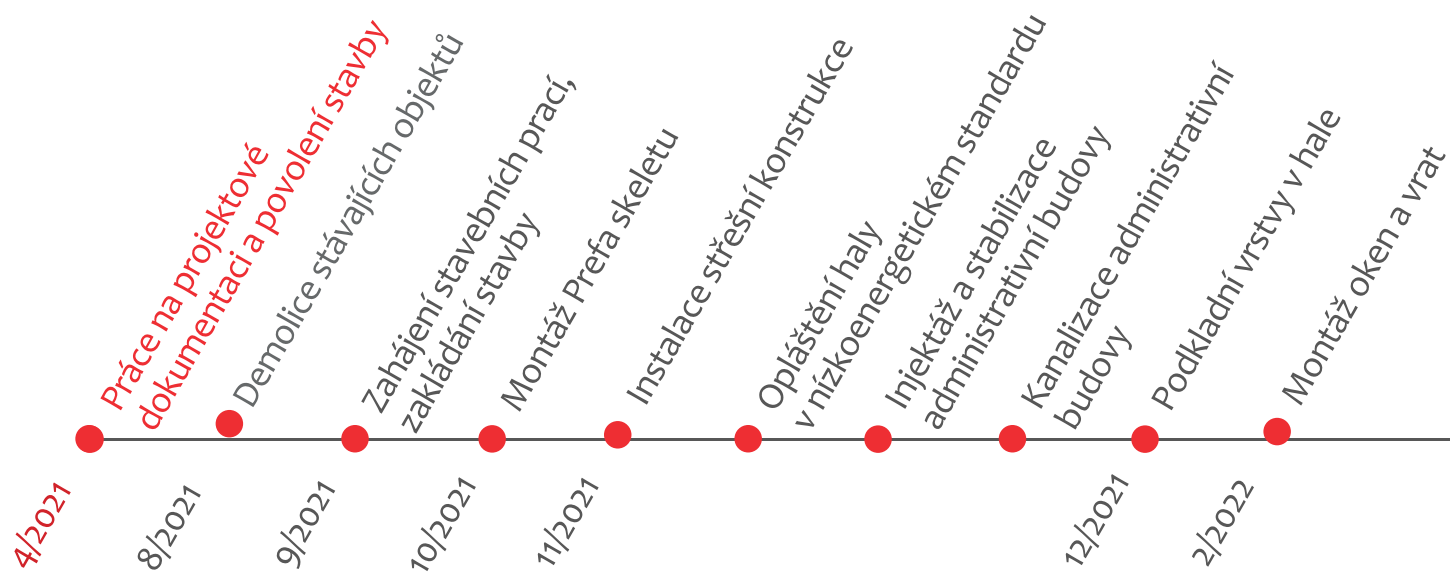 Práce na projektové
dokumentaci a povolení stavby
Demolice stávajících objektů
Zahájení stavebních prací,
zakládání stavby
Montáž Prefa skeletu
Instalace střešní konstrukce
Opláštění haly
v nízkoenergetickém standardu
Injektáž a stabilizace
administrativní budovy
Kanalizace administrativní
budovy
Podkladní vrstvy v hale
Montáž oken a vrat
4/2021
8/2021
9/2021
10/2021
11/2021
12/2021
2/2022